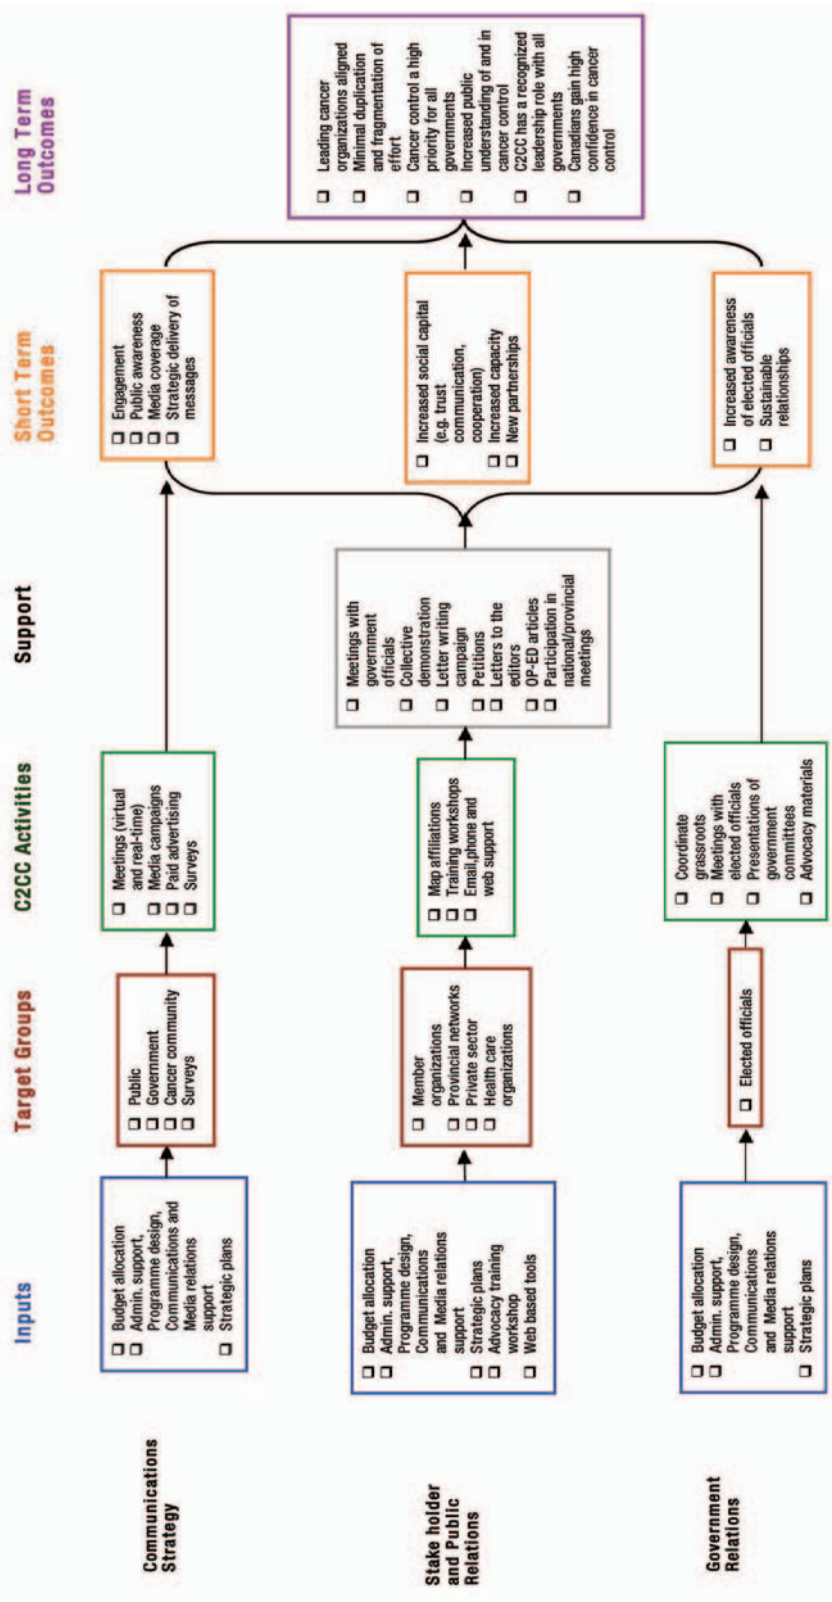 Inputs
Target Groups
C2CC Activities
Support
Short Term
Outcomes
Long Term
Outcomes
Communications
Strategy
❑ Budget allocation
❑ Admin. support,
Programme design,
Communications and
Media relations
support
❑ Strategic plans
❑ Public
❑ Government
❑ Cancer community
❑ Surveys
❑ Meetings (virtual
and real-time)
❑ Media campaigns
❑ Paid advertising
❑ Surveys
❑ Engagement
❑ Public awareness
❑ Media coverage
❑ Strategic delivery of
messages
Stake holder
and Public
Relations
❑ Budget allocation
❑ Admin. support,
Programme design,
Communications
and Media relations
support
❑ Strategic plans
❑ Advocacy training
workshop
❑ Web based tools
❑ Member
organizations
❑ Provincial networks
❑ Private sector
❑ Health care
organizations
❑ Map affiliations
❑ Training workshops
❑ Email,phone and
web support
❑ Meetings with
government
officials
❑ Collective
demonstration
❑ Letter writing
campaign
❑ Petitions
❑ Letters to the
editors
❑ OP-ED articles
❑ Participation in
national/provincial
meetings
❑ Increased social capital
(e.g. trust
communication,
cooperation)
❑ Increased capacity
❑ New partnerships
❑ Leading cancer
organizations aligned
❑ Minimal duplication
and fragmentation of
effort
❑ Cancer control a high
priority for all
governments
❑ Increased public
understanding of and in
cancer control
❑ C2CC has a recognized
leadership role with all
governments
❑ Canadians gain high
confidence in cancer
control
Government
Relations
❑ Budget allocation
❑ Admin. support,
Programme design,
Communications
and Media relations
support
❑ Strategic plans
❑ Elected officials
❑ Coordinate
grassroots
❑ Meetings with
elected officials
❑ Presentations of
government
committees
❑ Advocacy materials
❑ Increased awareness
of elected officials
❑ Sustainable
relationships